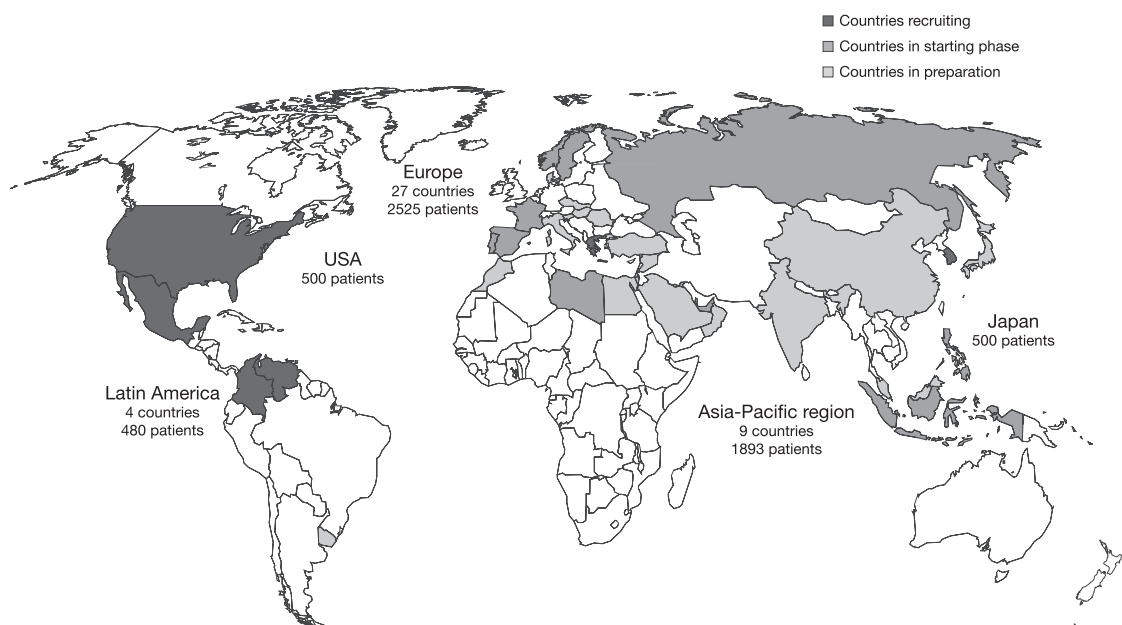 Countries recruiting
Countries in starting phase
Countries in preparation
Europe
27 countries
2525 patients
USA
500 patients
Japan
500 patients
Latin America
4 countries
480 patients
Asia-Pacific region
9 countries
1893 patients